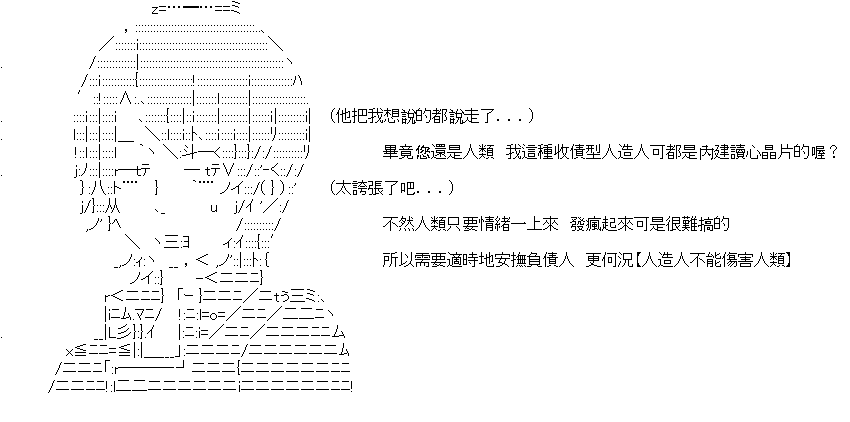 （他把我想說的都說走了...）
畢竟您還是人類　我這種收債型人造人可都是內建讀心晶片的喔？
（太誇張了吧...）
不然人類只要情緒一上來　發瘋起來可是很難搞的
所以需要適時地安撫負債人　更何況【人造人不能傷害人類】